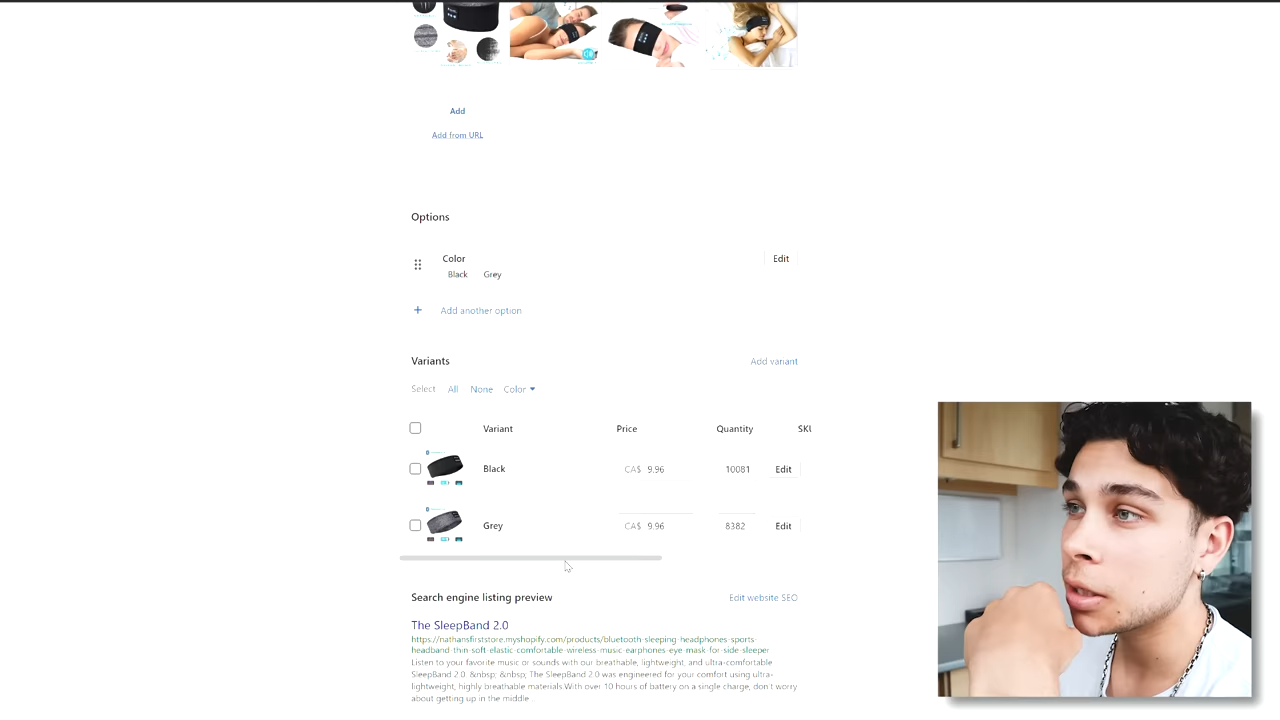 Add
Add from URL
Options
Color Edit
Black Grey
+ Add another option
Variants Add variant
Select All None Color
Variant Price Quantity SKU
Black CA$ 9.96 10081 Edit
Grey CA$ 9.96 8382 Edit
Search engine listing preview Edit website SEO
The SleepBand 2.0
https://nathansfirststore.myshopify.com/products/bluetooth-sleeping-headphones-sports-
headband-thin-soft-elastic-comfortable-wireless-music-earphones-eye-mask-for-side-sleeper
Listen to your favorite music or sounds with our breathable, lightweight, and ultra-comfortable
SleepBand 2.0. &nbsp; &nbsp; The SleepBand 2.0 was engineered for your comfort using ultra-
lightweight, highly breathable materials.With over 10 hours of battery on a single charge, don't worry
about getting up in the middle ..